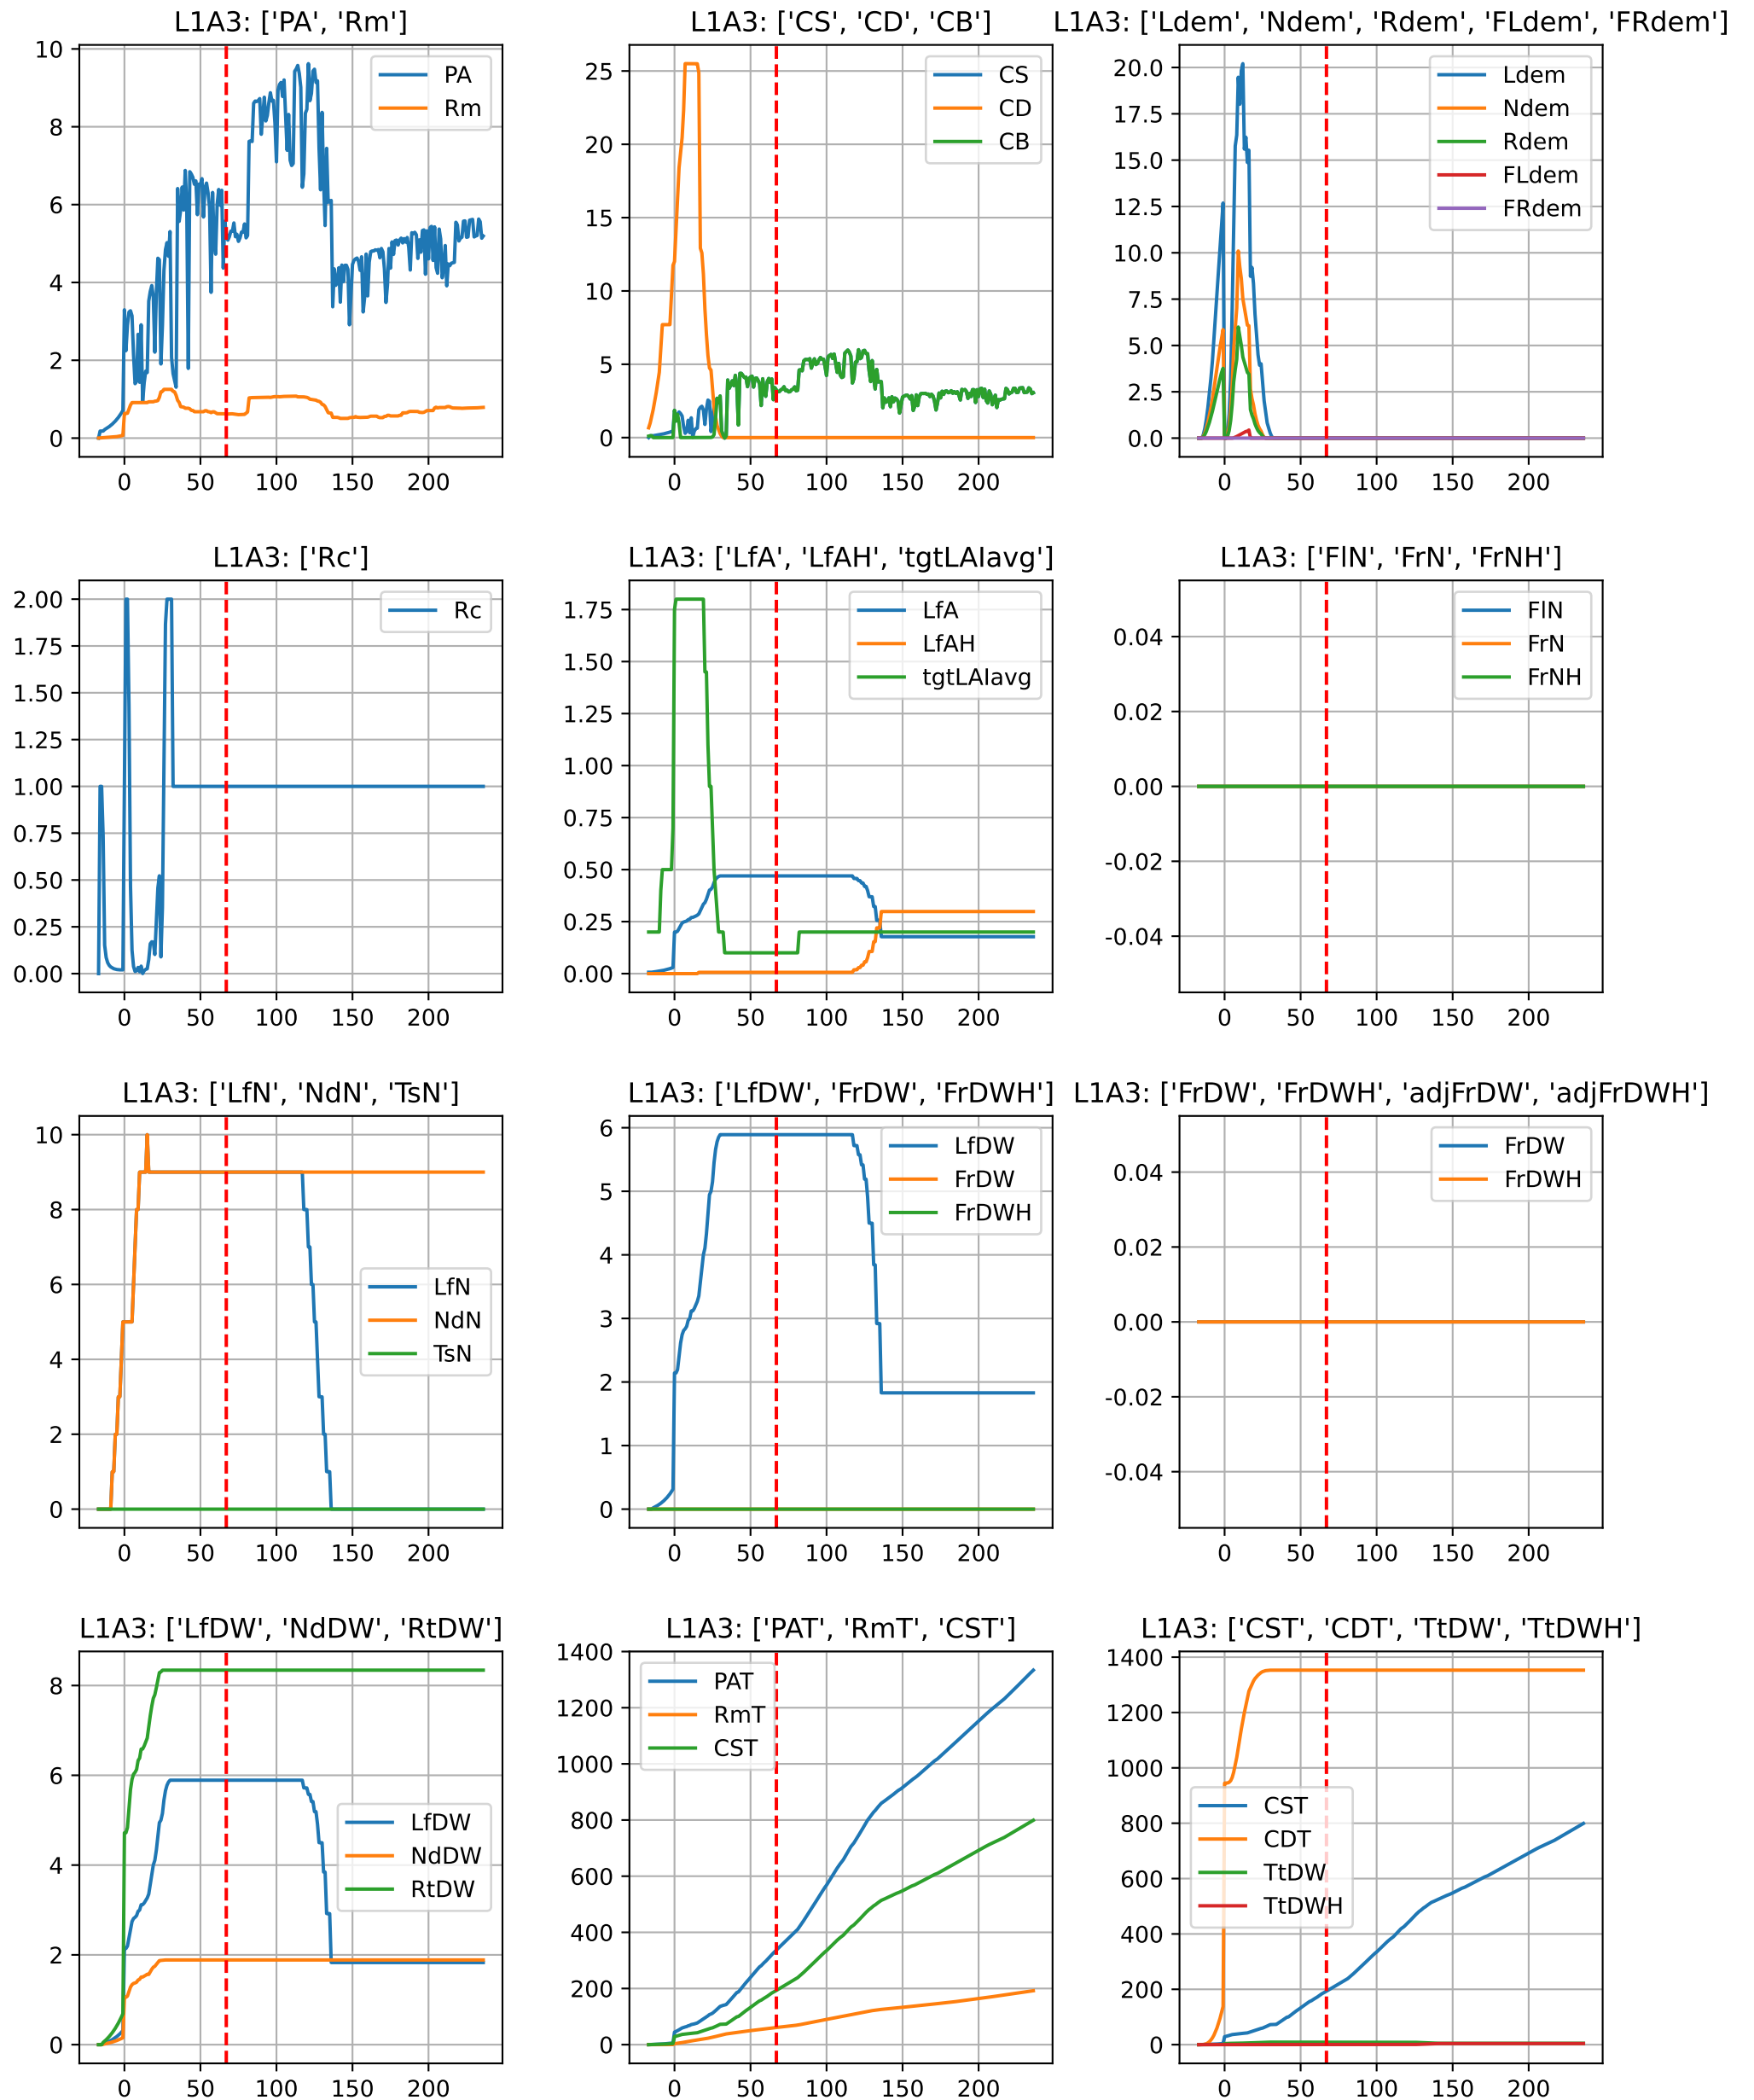 L1A3: ['PA', 'Rm']
10
8
6
4
2
0
0 50 100 150 200
PA
Rm
L1A3: ['CS', 'CD', 'CB']
25
20
15
10
5
0
0 50 100 150 200
CS
CD
CB
L1A3: ['Ldem', 'Ndem', 'Rdem', 'FLdem', 'FRdem']
20.0
17.5
15.0
12.5
10.0
7.5
5.0
2.5
0.0
0 50 100 150 200
Ldem
Ndem
Rdem
FLdem
FRdem
L1A3: ['Rc']
2.00
1.75
1.50
1.25
1.00
0.75
0.50
0.25
0.00
0 50 100 150 200
Rc
L1A3: ['LfA', 'LfAH', 'tgtLAIavg']
1.75
1.50
1.25
1.00
0.75
0.50
0.25
0.00
0 50 100 150 200
LfA
LfAH
tgtLAIavg
L1A3: ['FlN', 'FrN', 'FrNH']
0.04
0.02
0.00
-0.02
-0.04
0 50 100 150 200
FlN
FrN
FrNH
L1A3: ['LfN', 'NdN', 'TsN']
10
8
6
4
2
0
0 50 100 150 200
LfN
NdN
TsN
L1A3: ['LfDW', 'FrDW', 'FrDWH']
6
5
4
3
2
1
0
0 50 100 150 200
LfDW
FrDW
FrDWH
L1A3: ['FrDW', 'FrDWH', 'adjFrDW', 'adjFrDWH']
0.04
0.02
0.00
-0.02
-0.04
0 50 100 150 200
FrDW
FrDWH
L1A3: ['LfDW', 'NdDW', 'RtDW']
8
6
4
2
0
0 50 100 150 200
LfDW
NdDW
RtDW
L1A3: ['PAT', 'RmT', 'CST']
1400
1200
1000
800
600
400
200
0
0 50 100 150 200
PAT
RmT
CST
L1A3: ['CST', 'CDT', 'TtDW', 'TtDWH']
1400
1200
1000
800
600
400
200
0
0 50 100 150 200
CST
CDT
TtDW
TtDWH